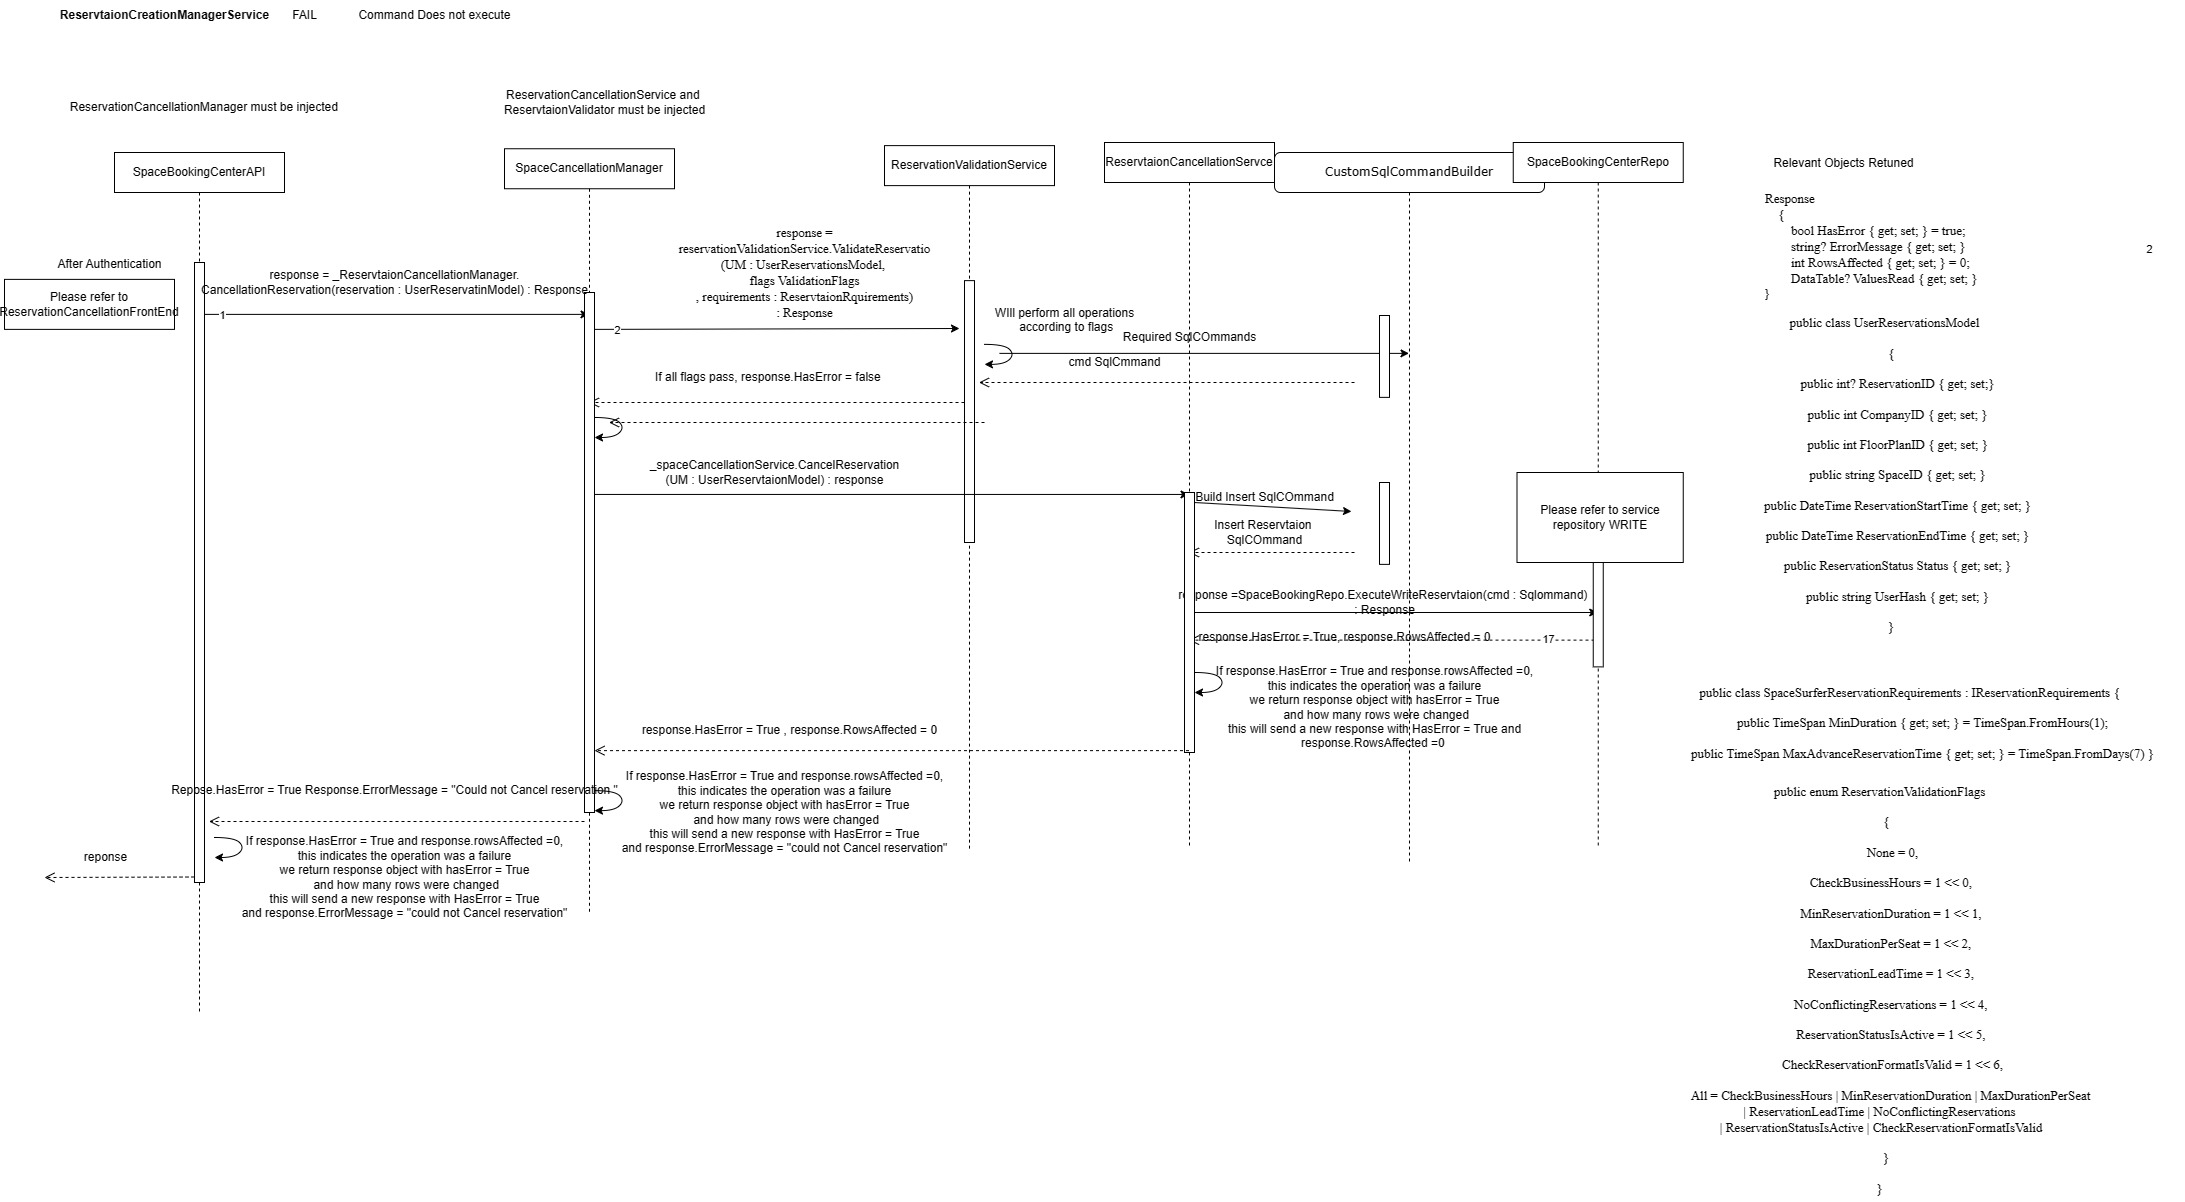 ReservtaionCreationManagerService FAIL Command Does not execute
ReservationCancellationManager must be injected
ReservationCancellationService and
ReservtaionValidator must be injected
SpaceBookingCenterAPI
SpaceCancellationManager
ReservationValidationService
ReservtaionCancellationServce
CustomSqlCommandBuilder
SpaceBookingCenterRepo
After Authentication
Please refer to
ReservationCancellationFrontEnd
response = _ReservtaionCancellationManager.
CancellationReservation(reservation : UserReservatinModel) : Response
1
response =
reservationValidationService.ValidateReservatio
(UM : UserReservationsModel,
flags ValidationFlags
, requirements : ReservtaionRquirements)
: Response
2
WIll perform all operations
according to flags
Required SqlCOmmands
cmd SqlCmmand
If all flags pass, response.HasError = false
_spaceCancellationService.CancelReservation
(UM : UserReservtaionModel) : response
Build Insert SqlCOmmand
Insert Reservtaion
SqlCOmmand
Please refer to service
repository WRITE
response =SpaceBookingRepo.ExecuteWriteReservtaion(cmd : Sqlommand)
: Response
response.HasError = True, response.RowsAffected = 0
17
If response.HasError = True and response.rowsAffected =0,
this indicates the operation was a failure
we return response object with hasError = True
and how many rows were changed
this will send a new response with HasError = True and
response.RowsAffected =0
response.HasError = True , response.RowsAffected = 0
If response.HasError = True and response.rowsAffected =0,
this indicates the operation was a failure
we return response object with hasError = True
and how many rows were changed
this will send a new response with HasError = True
and response.ErrorMessage = "could not Cancel reservation"
Repose.HasError = True Response.ErrorMessage = "Could not Cancel reservation."
If response.HasError = True and response.rowsAffected =0,
this indicates the operation was a failure
we return response object with hasError = True
and how many rows were changed
this will send a new response with HasError = True
and response.ErrorMessage = "could not Cancel reservation"
reponse
Relevant Objects Retuned
Response
{
bool HasError { get; set; } = true;
string? ErrorMessage { get; set; }
int RowsAffected { get; set; } = 0;
DataTable? ValuesRead { get; set; }
}
2
public class UserReservationsModel
{
public int? ReservationID { get; set;}
public int CompanyID { get; set; }
public int FloorPlanID { get; set; }
public string SpaceID { get; set; }
public DateTime ReservationStartTime { get; set; }
public DateTime ReservationEndTime { get; set; }
public ReservationStatus Status { get; set; }
public string UserHash { get; set; }
}
public class SpaceSurferReservationRequirements : IReservationRequirements {
public TimeSpan MinDuration { get; set; } = TimeSpan.FromHours(1);
public TimeSpan MaxAdvanceReservationTime { get; set; } = TimeSpan.FromDays(7) }
public enum ReservationValidationFlags
{
None = 0,
CheckBusinessHours = 1 << 0,
MinReservationDuration = 1 << 1,
MaxDurationPerSeat = 1 << 2,
ReservationLeadTime = 1 << 3,
NoConflictingReservations = 1 << 4,
ReservationStatusIsActive = 1 << 5,
CheckReservationFormatIsValid = 1 << 6,
All = CheckBusinessHours | MinReservationDuration | MaxDurationPerSeat
| ReservationLeadTime | NoConflictingReservations
| ReservationStatusIsActive | CheckReservationFormatIsValid
}
}